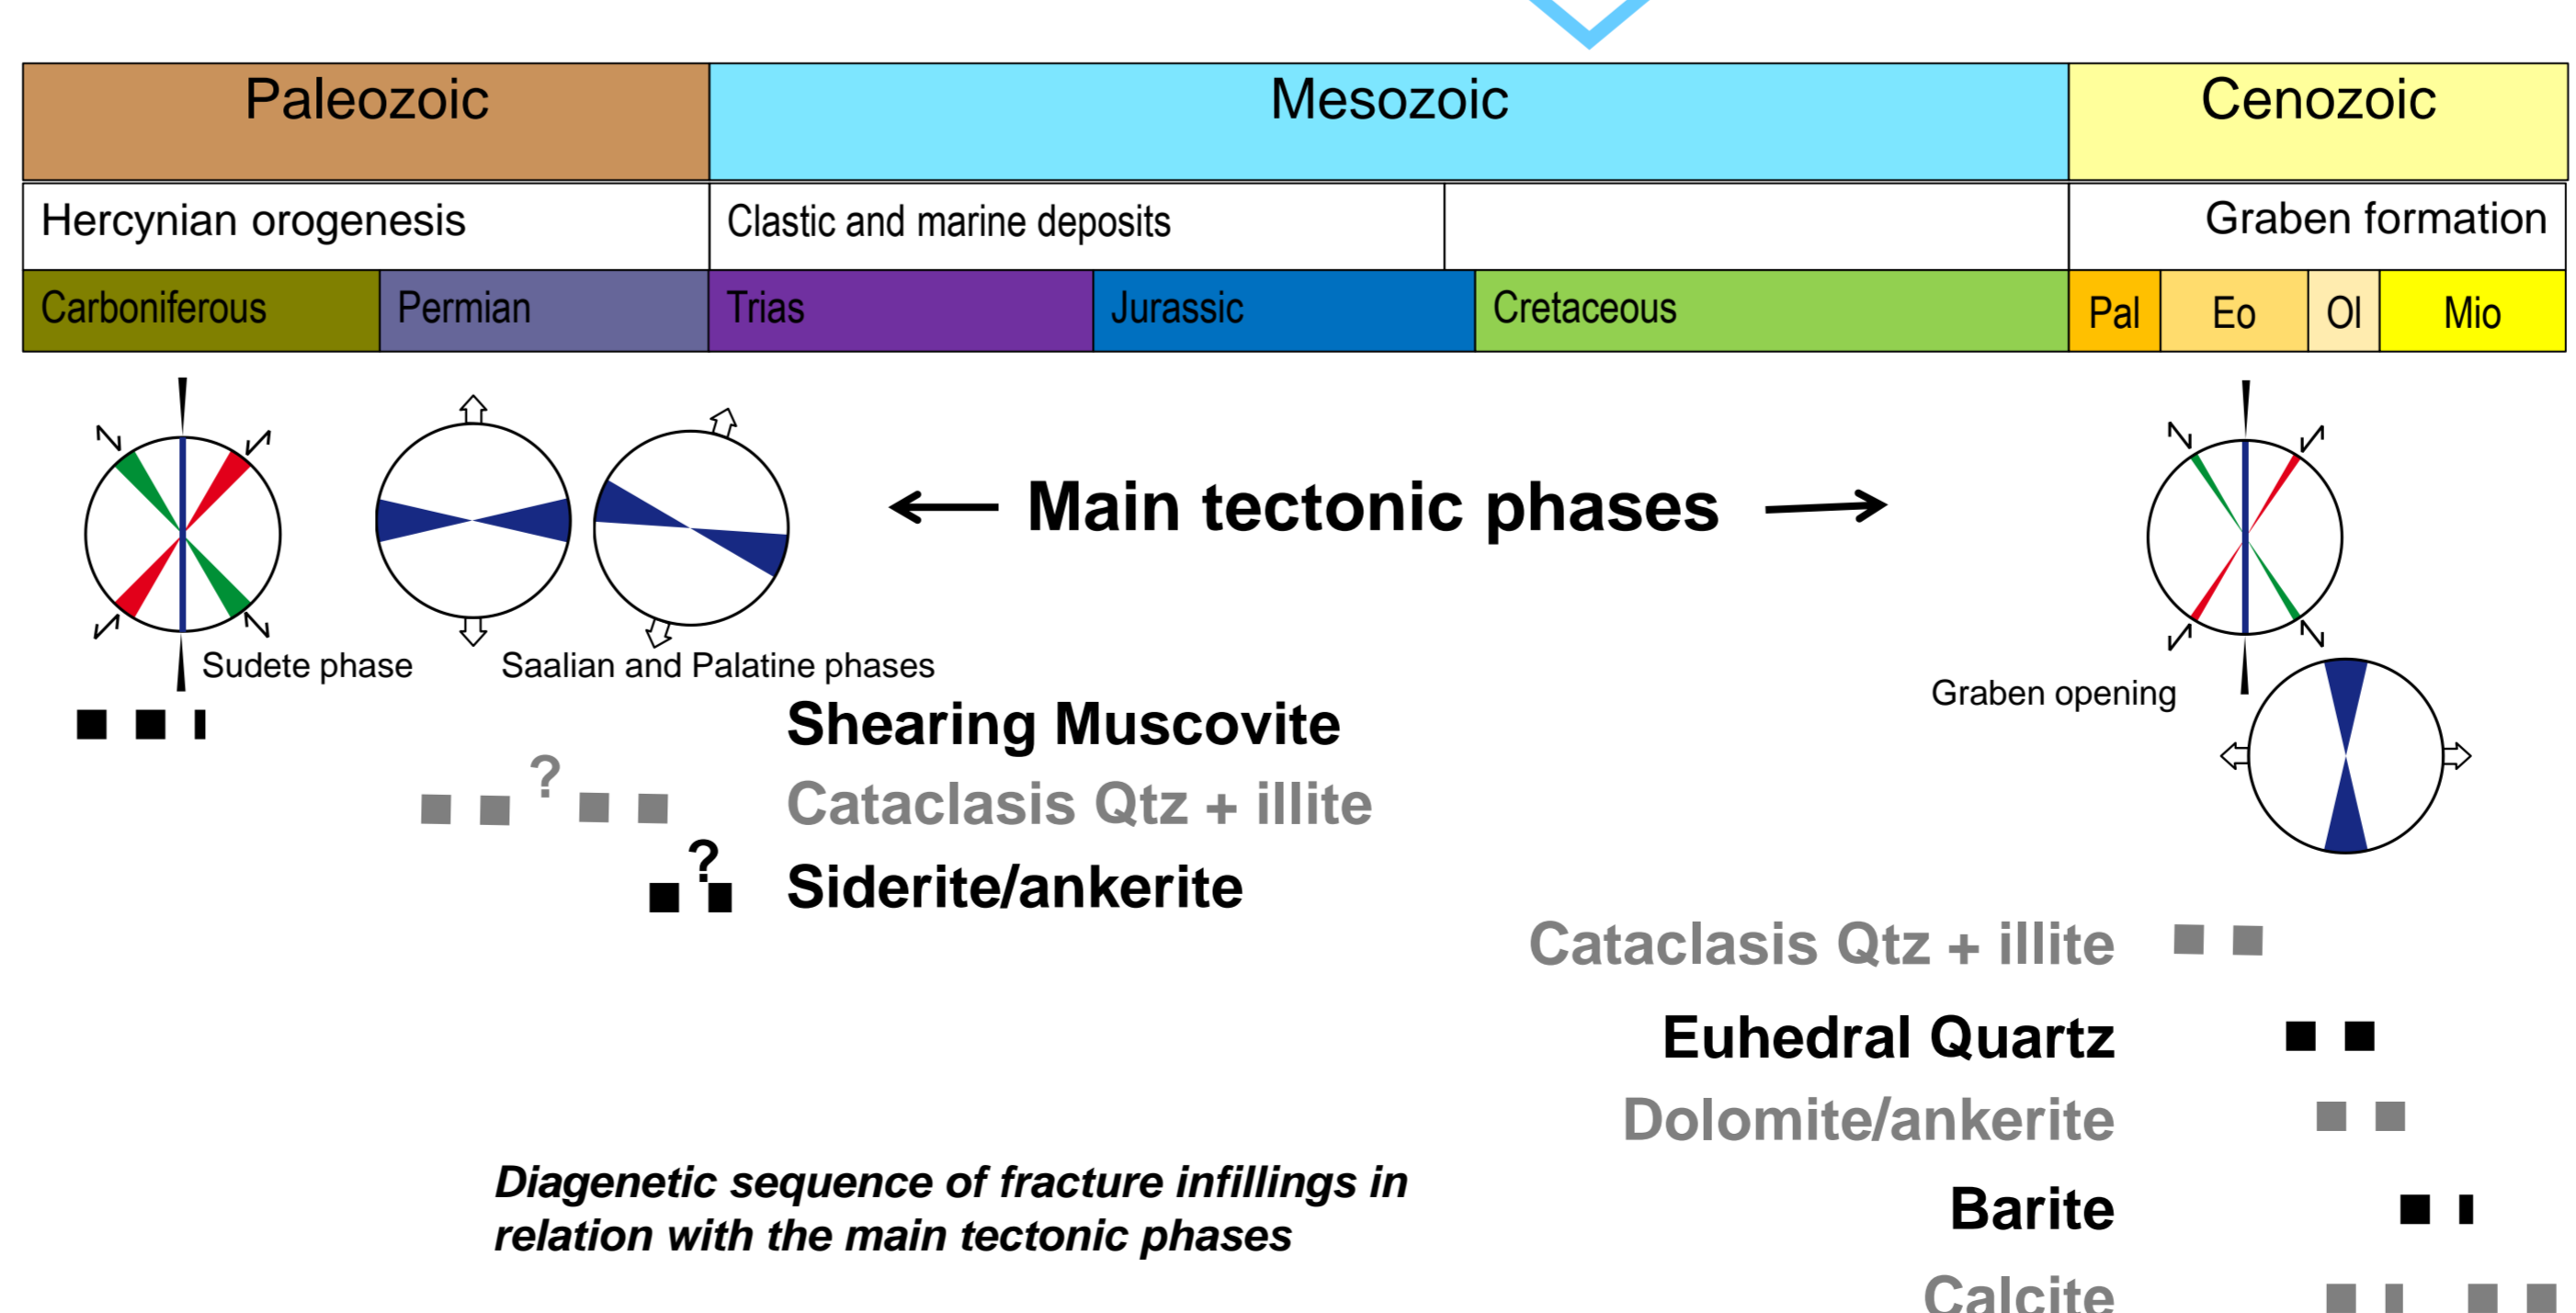 Paleozoic
Mesozoic
Cenozoic
Hercynian orogenesis
Clastic and marine deposits
Graben formation
Carboniferous
Permian
Trias
Jurassic
Cretaceous
Pal
Eo
Ol
Mio
Main tectonic phases
Sudete phase
Saalian and Palatine phases
Graben opening
Shearing Muscovite
?
Cataclasis Qtz + illite
?
Siderite/ankerite
Cataclasis Qtz + illite
Euhedral Quartz
Dolomite/ankerite
Diagenetic sequence of fracture infillings in
relation with the main tectonic phases
Barite
Calcite